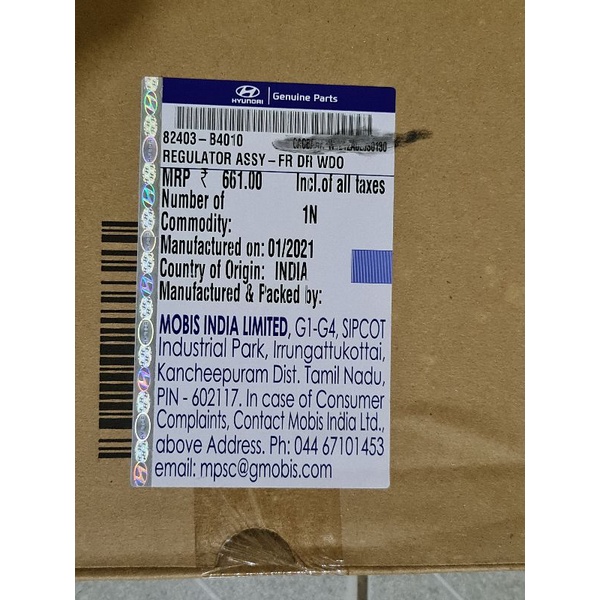 HYUNDAI
Genuine Parts
82403-B4010
REGULATOR ASSY-FR DR WDO
MRP ₹ 661.00 Incl.of all taxes
Number of
Commodity: 1N
Manufactured on: 01/2021
Country of Origin: INDIA
Manufactured & Packed by:
MOBIS INDIA LIMITED, G1-G4, SIPCOT
Industrial Park, Irrungattukottai,
Kancheepuram Dist. Tamil Nadu,
PIN - 602117. In case of Consumer
Complaints, Contact Mobis India Ltd.,
above Address. Ph: 044 67101453
email: mpsc@gmobis.com